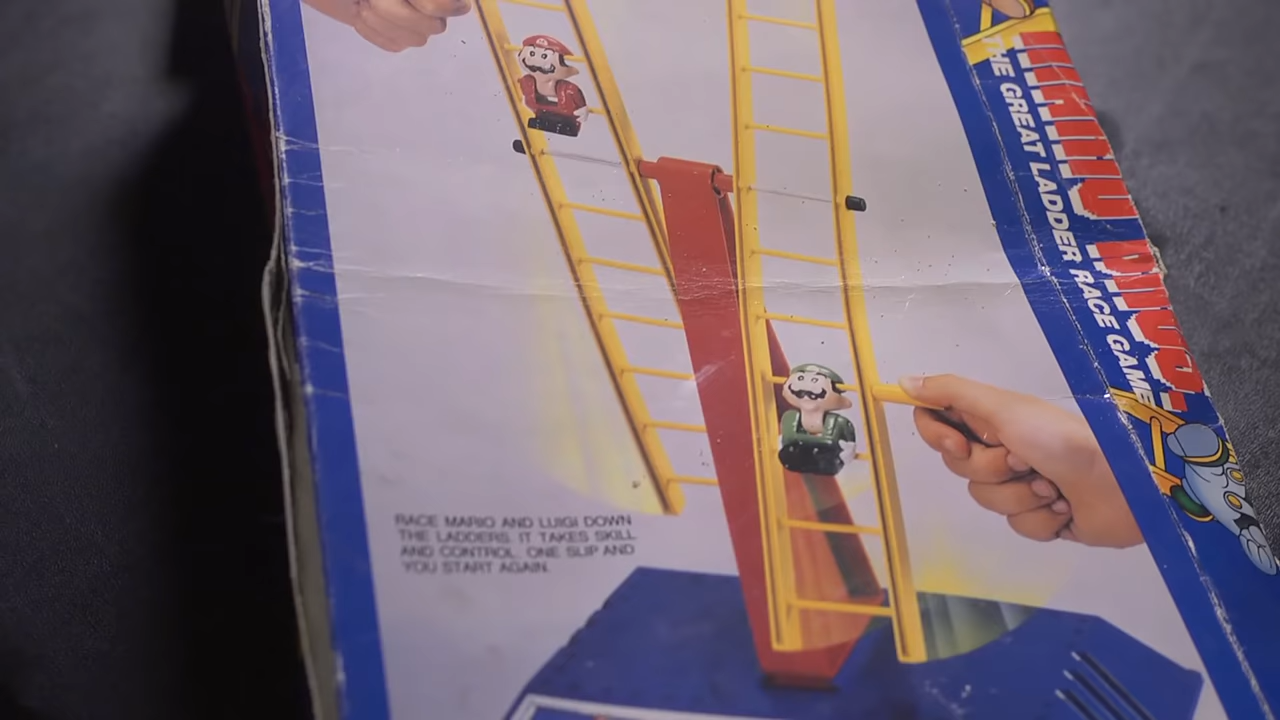 THE GREAT LADDER RACE GAME
RACE MARIO AND LUIGI DOWN
THE LADDERS. IT TAKES SKILL
AND CONTROL. ONE SLIP AND
YOU START AGAIN.